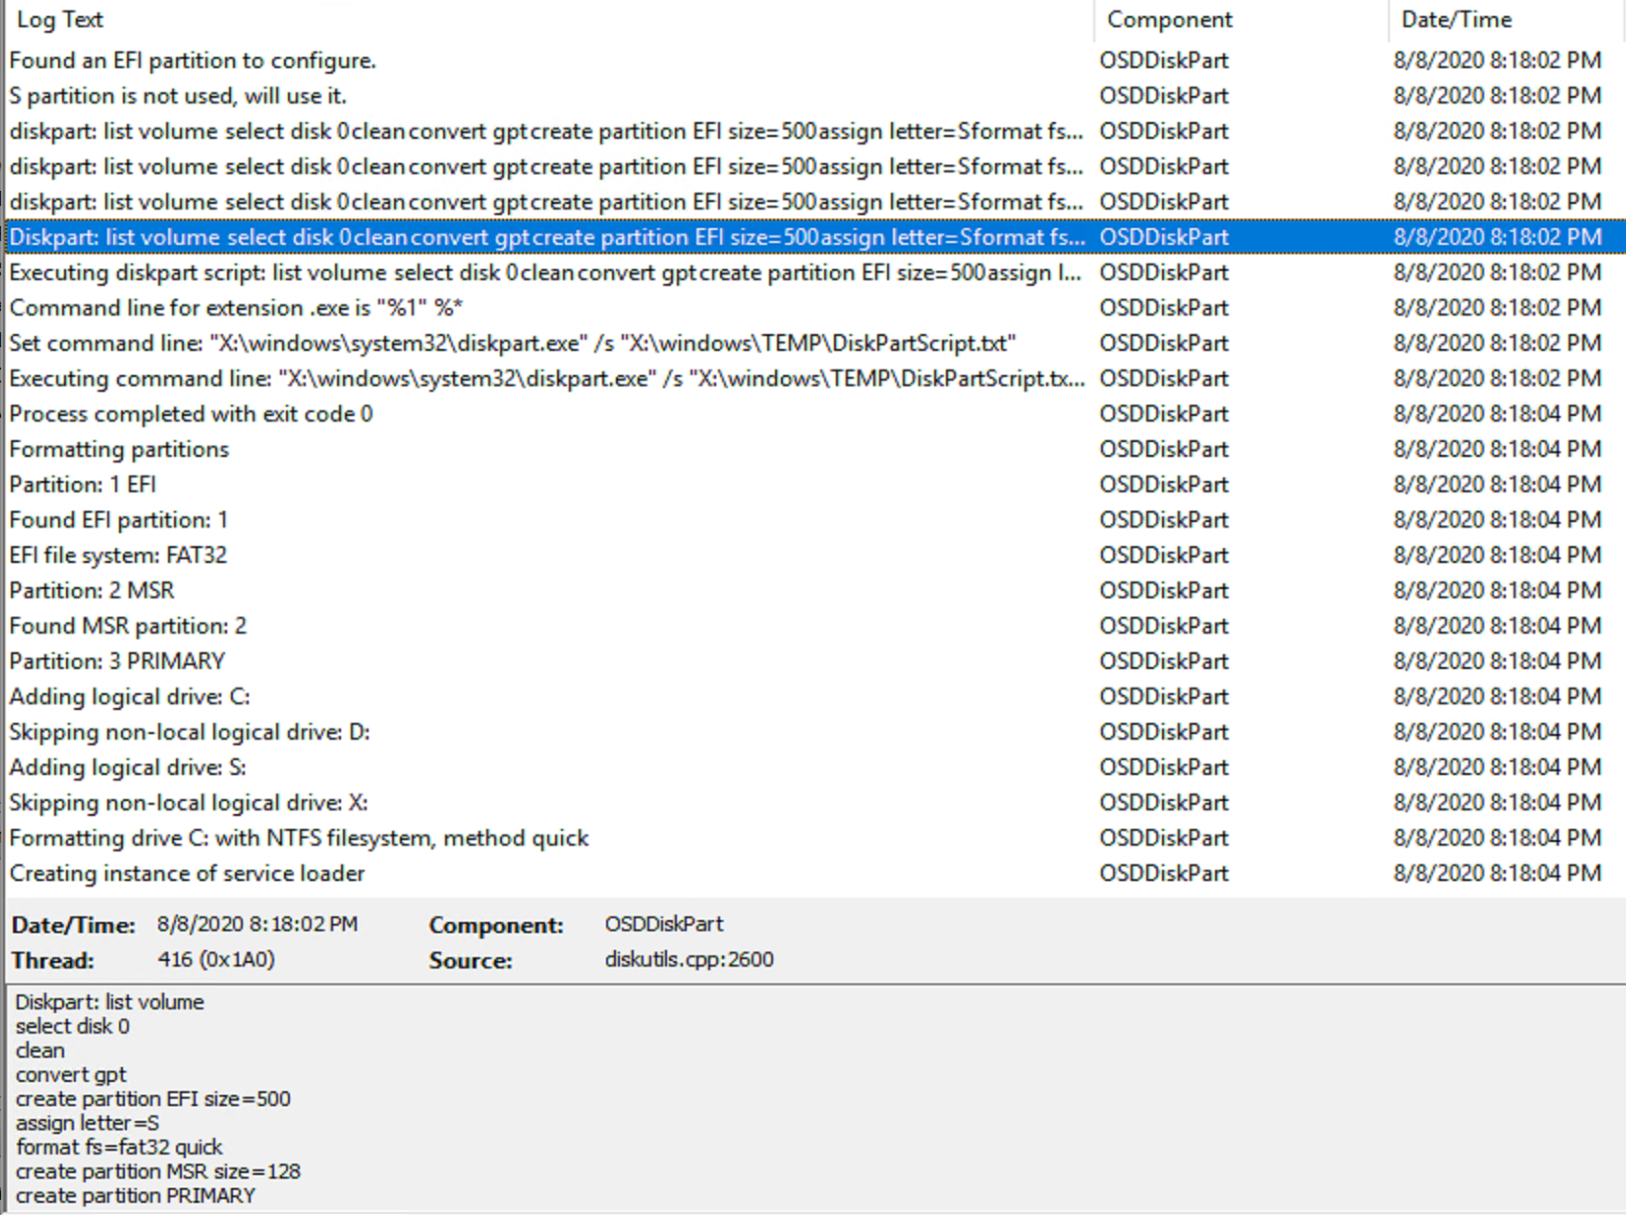 Log Text Component Date/Time
Found an EFI partition to configure. OSDDiskPart 8/8/2020 8:18:02 PM
S partition is not used, will use it. OSDDiskPart 8/8/2020 8:18:02 PM
diskpart: list volume select disk 0cleanconvert gptcreate partition EFI size=500assign letter=Sformat fs... OSDDiskPart 8/8/2020 8:18:02 PM
diskpart: list volume select disk 0cleanconvert gptcreate partition EFI size=500assign letter=Sformat fs... OSDDiskPart 8/8/2020 8:18:02 PM
diskpart: list volume select disk 0cleanconvert gptcreate partition EFI size=500assign letter=Sformat fs... OSDDiskPart 8/8/2020 8:18:02 PM
Diskpart: list volume select disk 0cleanconvert gptcreate partition EFI size=500assign letter=Sformat fs... OSDDiskPart 8/8/2020 8:18:02 PM
Executing diskpart script: list volume select disk 0cleanconvert gptcreate partition EFI size=500assign l... OSDDiskPart 8/8/2020 8:18:02 PM
Command line for extension .exe is "%1" %* OSDDiskPart 8/8/2020 8:18:02 PM
Set command line: "X:\windows\system32\diskpart.exe" /s "X:\windows\TEMP\DiskPartScript.txt" OSDDiskPart 8/8/2020 8:18:02 PM
Executing command line: "X:\windows\system32\diskpart.exe" /s "X:\windows\TEMP\DiskPartScript.tx... OSDDiskPart 8/8/2020 8:18:02 PM
Process completed with exit code 0 OSDDiskPart 8/8/2020 8:18:04 PM
Formatting partitions OSDDiskPart 8/8/2020 8:18:04 PM
Partition: 1 EFI OSDDiskPart 8/8/2020 8:18:04 PM
Found EFI partition: 1 OSDDiskPart 8/8/2020 8:18:04 PM
EFI file system: FAT32 OSDDiskPart 8/8/2020 8:18:04 PM
Partition: 2 MSR OSDDiskPart 8/8/2020 8:18:04 PM
Found MSR partition: 2 OSDDiskPart 8/8/2020 8:18:04 PM
Partition: 3 PRIMARY OSDDiskPart 8/8/2020 8:18:04 PM
Adding logical drive: C: OSDDiskPart 8/8/2020 8:18:04 PM
Skipping non-local logical drive: D: OSDDiskPart 8/8/2020 8:18:04 PM
Adding logical drive: S: OSDDiskPart 8/8/2020 8:18:04 PM
Skipping non-local logical drive: X: OSDDiskPart 8/8/2020 8:18:04 PM
Formatting drive C: with NTFS filesystem, method quick OSDDiskPart 8/8/2020 8:18:04 PM
Creating instance of service loader OSDDiskPart 8/8/2020 8:18:04 PM
Date/Time: 8/8/2020 8:18:02 PM Component: OSDDiskPart
Thread: 416 (0x1A0) Source: diskutils.cpp:2600
Diskpart: list volume
select disk 0
clean
convert gpt
create partition EFI size=500
assign letter=S
format fs=fat32 quick
create partition MSR size=128
create partition PRIMARY